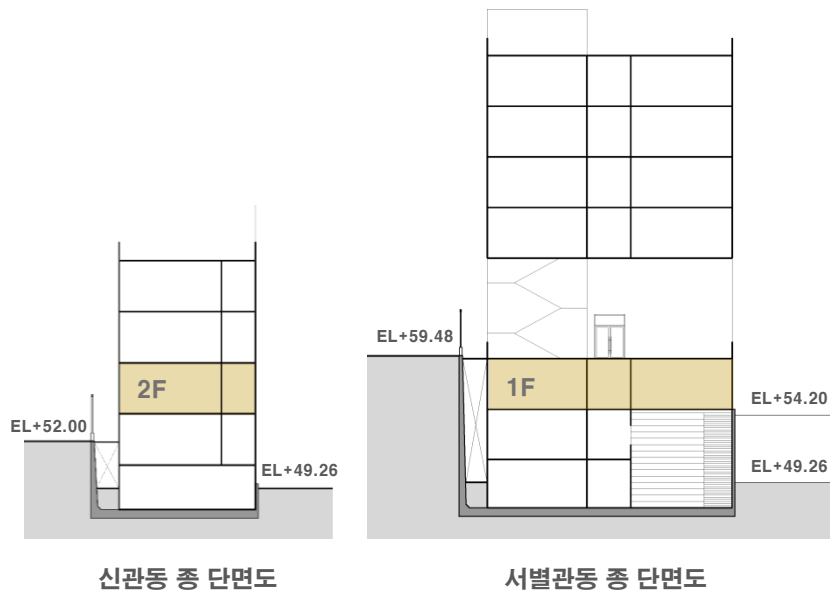 EL+59.48
2F
1F
EL+54.20
EL+52.00
EL+49.26
EL+49.26
신관동 종 단면도
서별관동 종 단면도